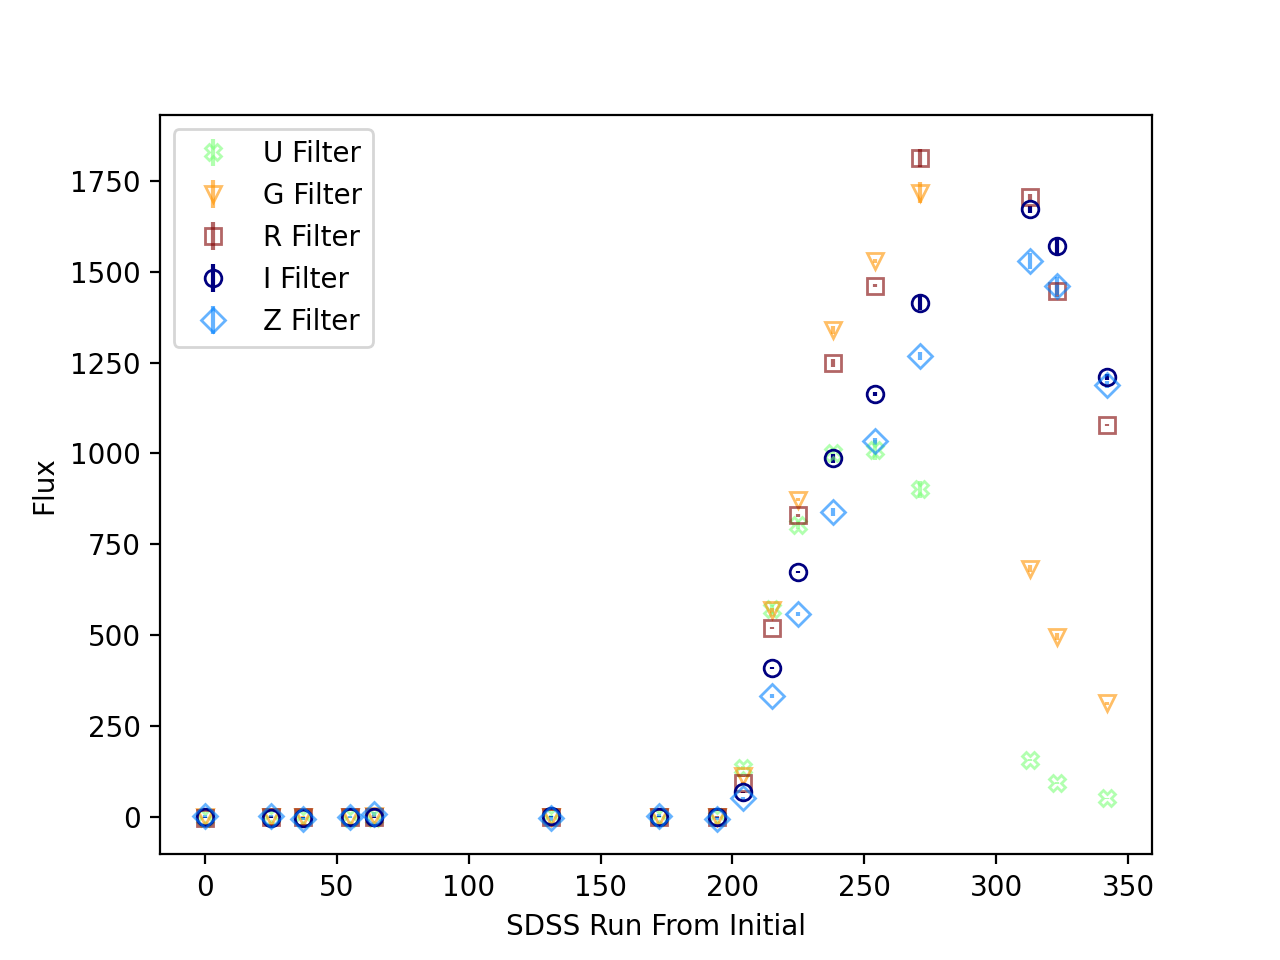 U Filter
G Filter
R Filter
I Filter
Z Filter
1750
1500
1250
1000
750
500
250
0
Flux
0 50 100 150 200 250 300 350
SDSS Run From Initial